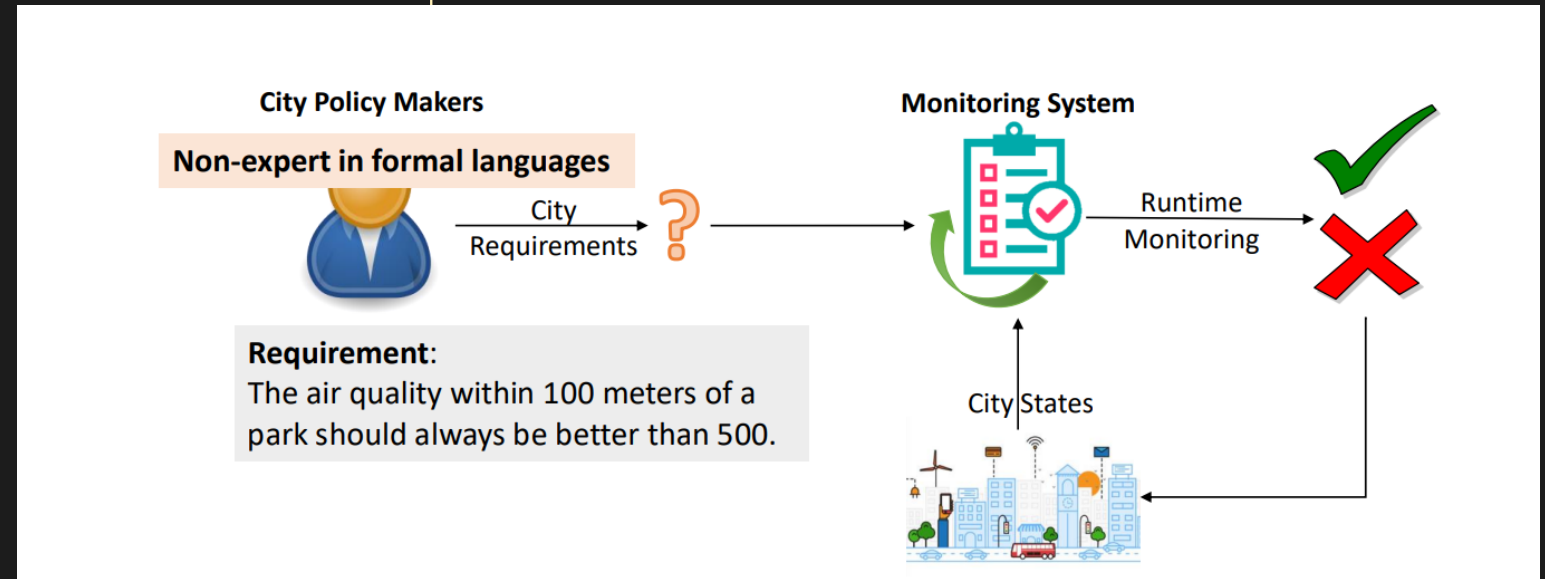 City Policy Makers
Non-expert in formal languages
City
Requirements
?
Requirement:
The air quality within 100 meters of a
park should always be better than 500.
Monitoring System
Runtime
Monitoring
City States